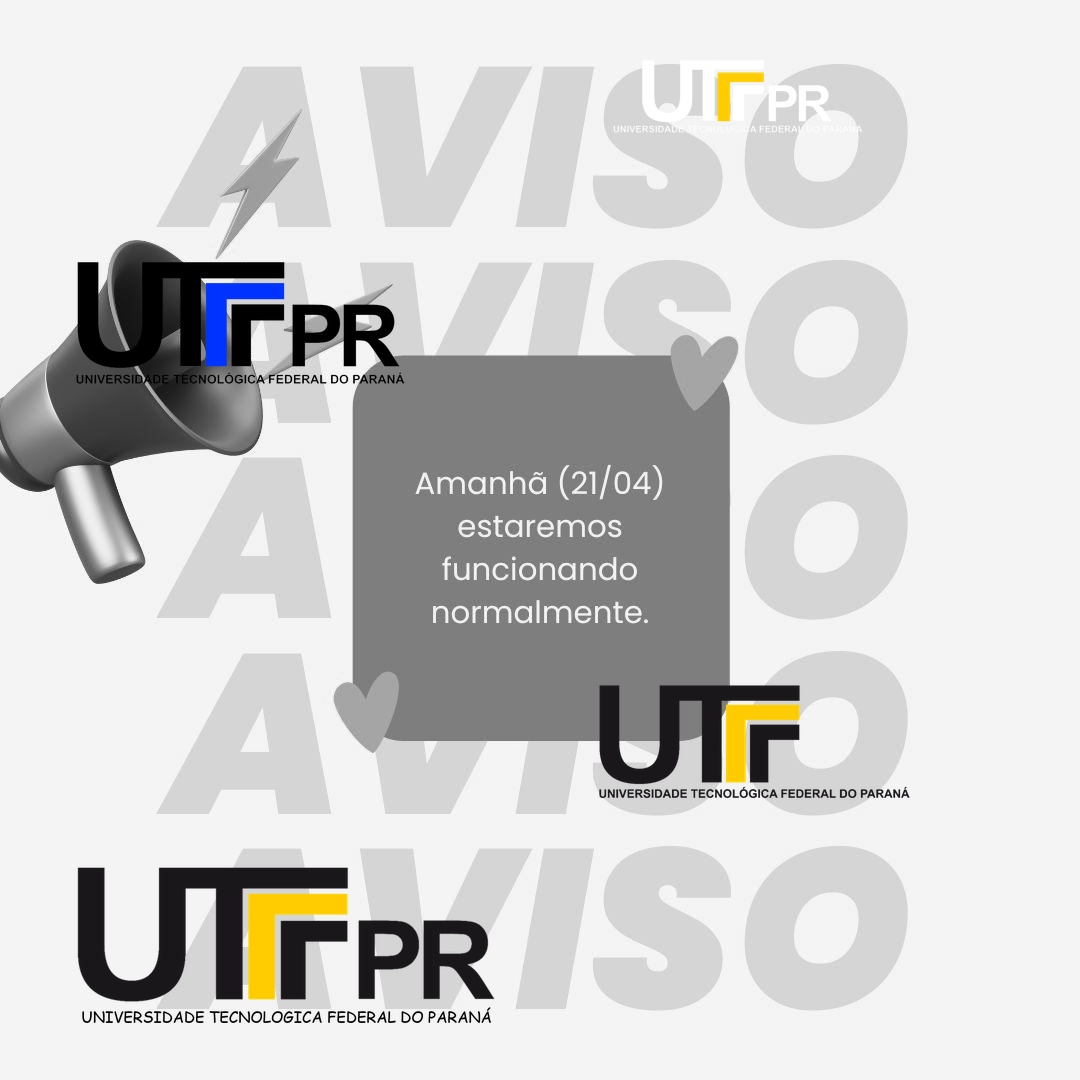 AVISO
UTFPR
UNIVERSIDADE TECNOLÓGICA FEDERAL DO PARANÁ
AVISO
UTFPR
UNIVERSIDADE TECNOLÓGICA FEDERAL DO PARANÁ
AVISO
Amanhã (21/04)
estaremos
funcionando
normalmente.
AVISO
UTF
UNIVERSIDADE TECNOLÓGICA FEDERAL DO PARANÁ
AVISO
UTFPR
UNIVERSIDADE TECNOLOGICA FEDERAL DO PARANÁ